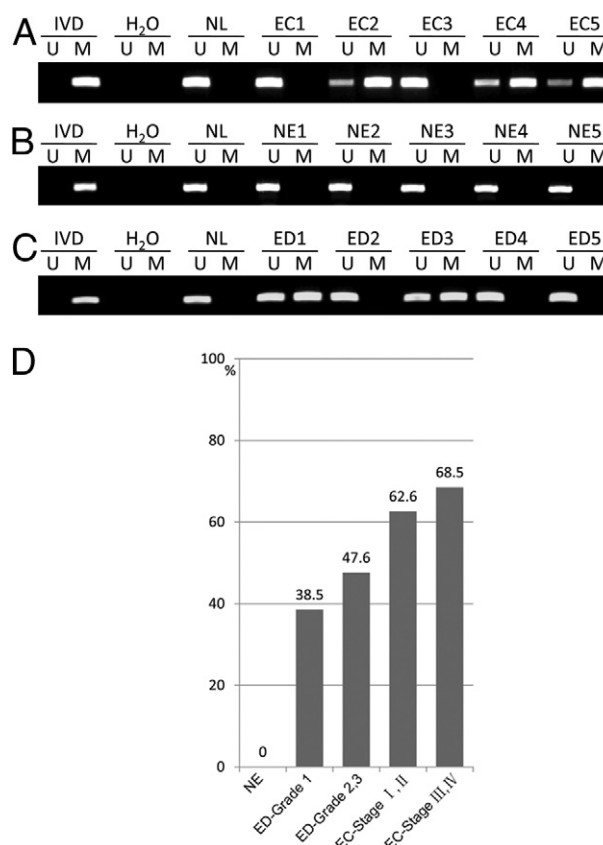 A
IVD H₂O NL EC1 EC2 EC3 EC4 EC5
U M U M U M U M U M U M U M U M
B
IVD H₂O NL NE1 NE2 NE3 NE4 NE5
U M U M U M U M U M U M U M U M
C
IVD H₂O NL ED1 ED2 ED3 ED4 ED5
U M U M U M U M U M U M U M U M
D
100
%
80
60
40
20
0
0
38.5
47.6
62.6
68.5
NE
ED-Grade 1
ED-Grade 2,3
EC-Stage Ⅰ,Ⅱ
EC-Stage Ⅲ,Ⅳ